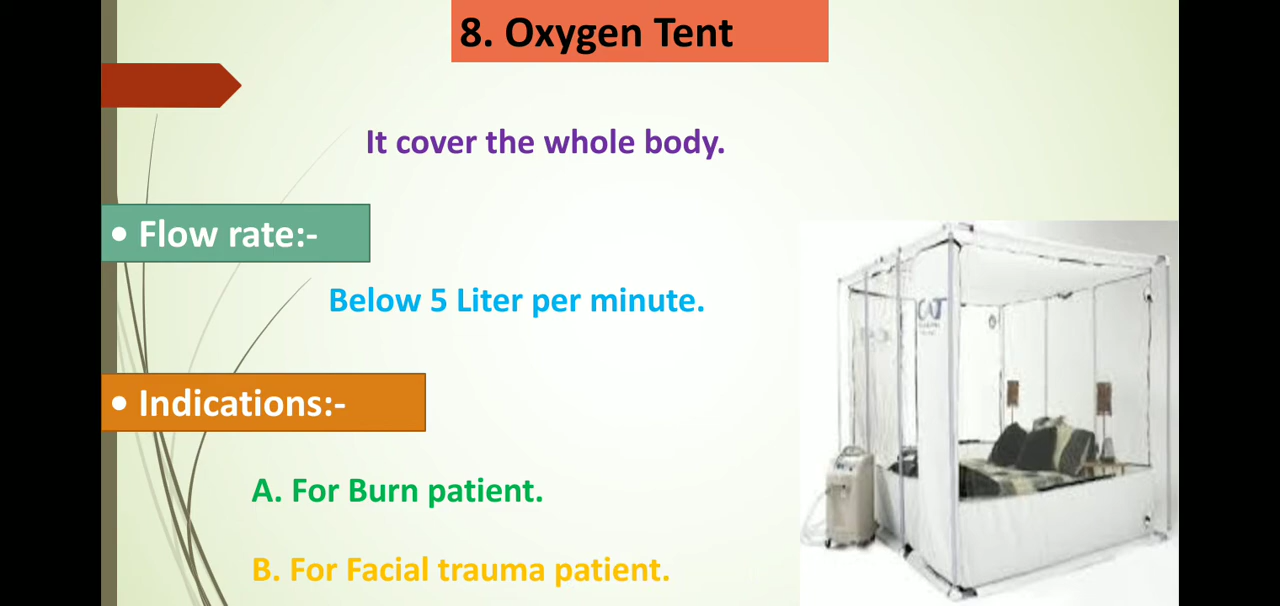 8. Oxygen Tent
It cover the whole body.
• Flow rate:-
Below 5 Liter per minute.
• Indications:-
A. For Burn patient.
B. For Facial trauma patient.